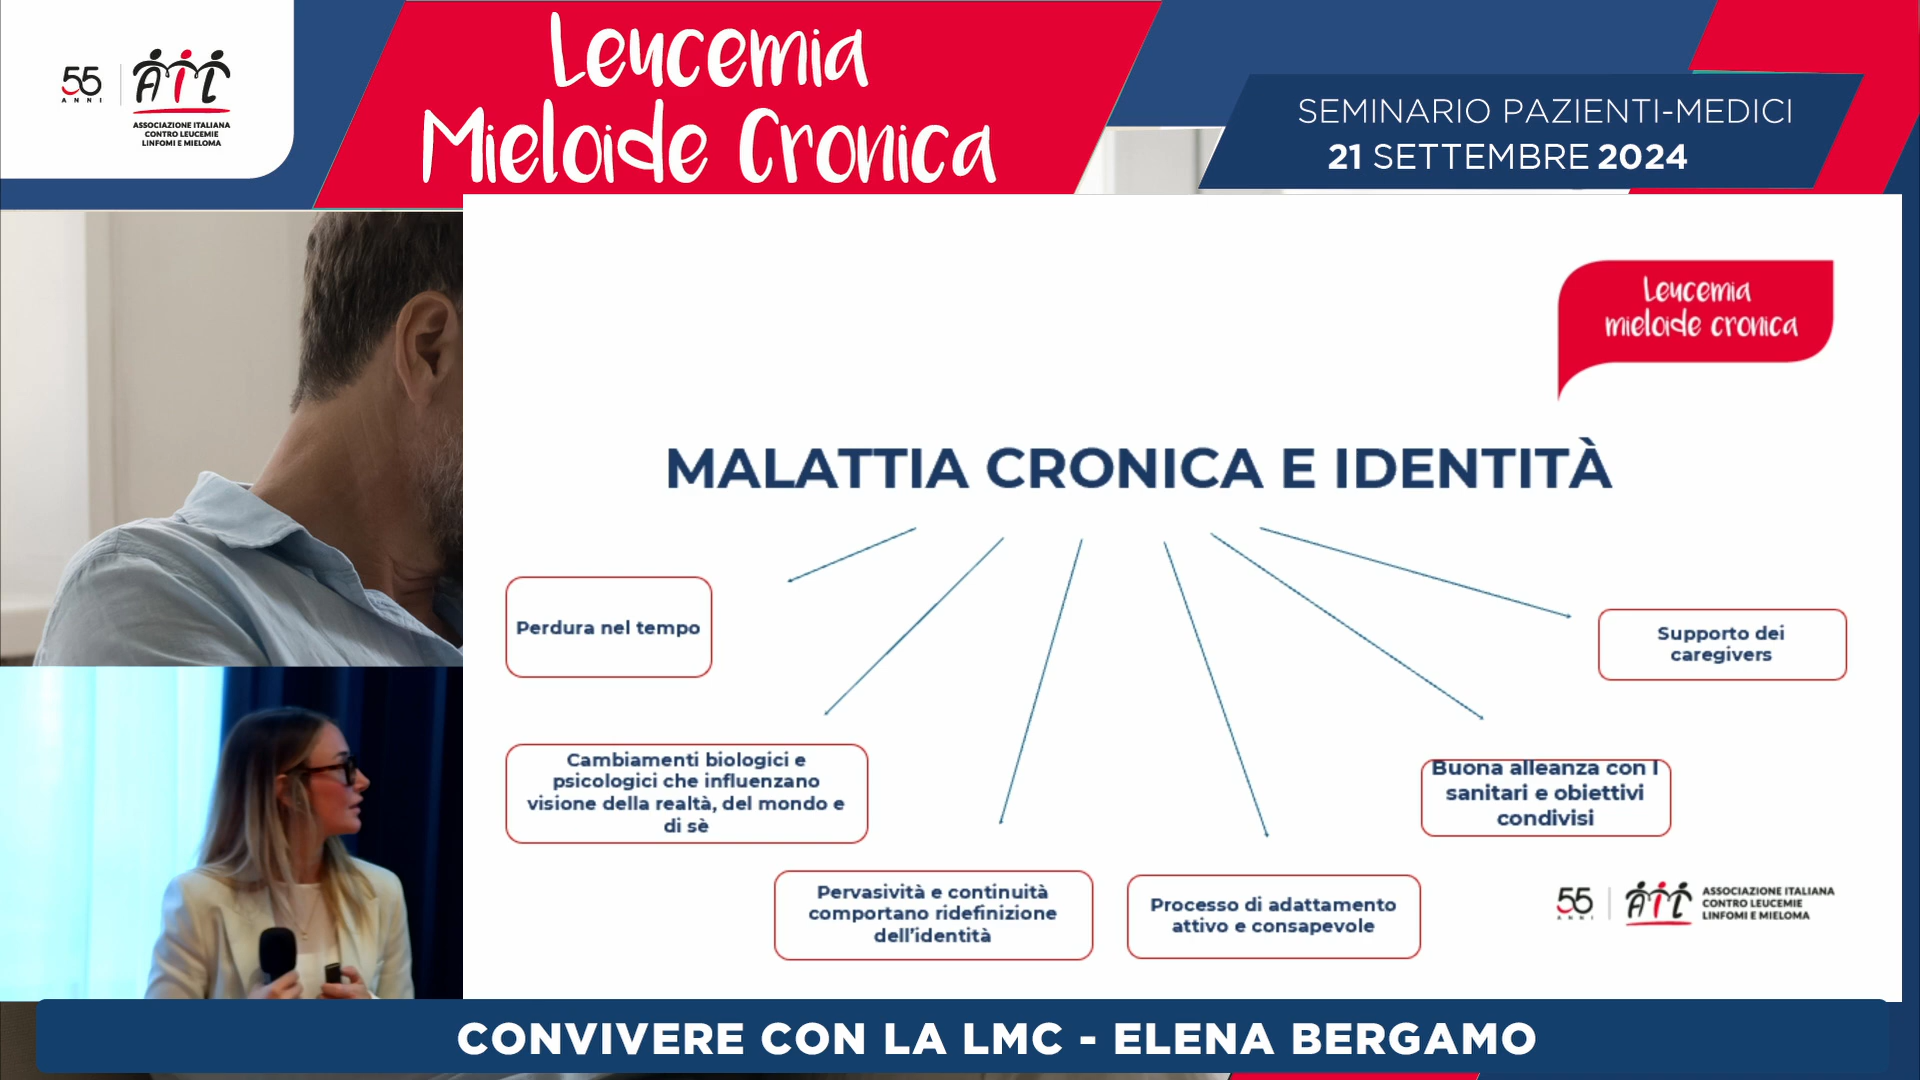 55
ANNI
AIL
ASSOCIAZIONE ITALIANA
CONTRO LEUCEMIE
LINFOMI E MIELOMA
Leucemia
Mieloide Cronica
SEMINARIO PAZIENTI-MEDICI
21 SETTEMBRE 2024
Leucemia
mieloide cronica
MALATTIA CRONICA E IDENTITÀ
Perdura nel tempo
Supporto dei
caregivers
Cambiamenti biologici e
psicologici che influenzano
visione della realtà, del mondo e
di sè
Buona alleanza con I
sanitari e obiettivi
condivisi
Pervasività e continuità
comportano ridefinizione
dell'identità
Processo di adattamento
attivo e consapevole
55
ANNI
AIL
ASSOCIAZIONE ITALIANA
CONTRO LEUCEMIE
LINFOMI E MIELOMA
CONVIVERE CON LA LMC - ELENA BERGAMO